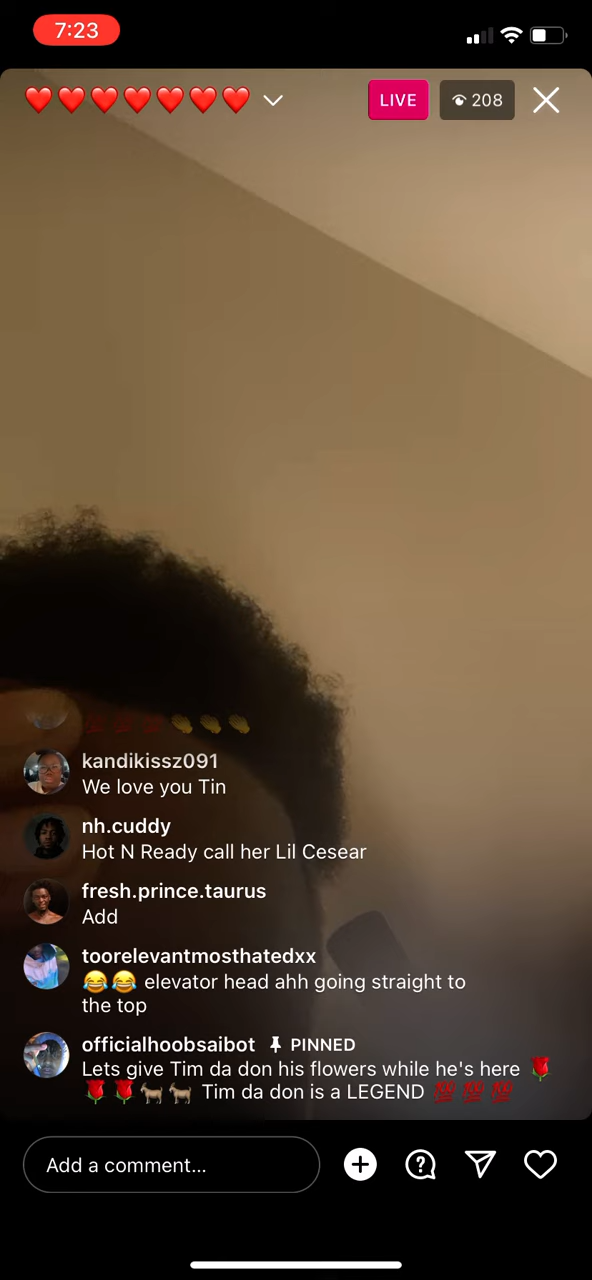 7:23
❤️❤️❤️❤️❤️❤️❤️
LIVE
208
💯💯💯👏👏👏
kandikissz091
We love you Tin
nh.cuddy
Hot N Ready call her Lil Cesear
fresh.prince.taurus
Add
toorelevantmosthatedxx
😂😂 elevator head ahh going straight to
the top
officialhoobsaibot PINNED
Lets give Tim da don his flowers while he's here 🌹
🌹🌹🐐🐐 Tim da don is a LEGEND 💯💯💯
Add a comment...